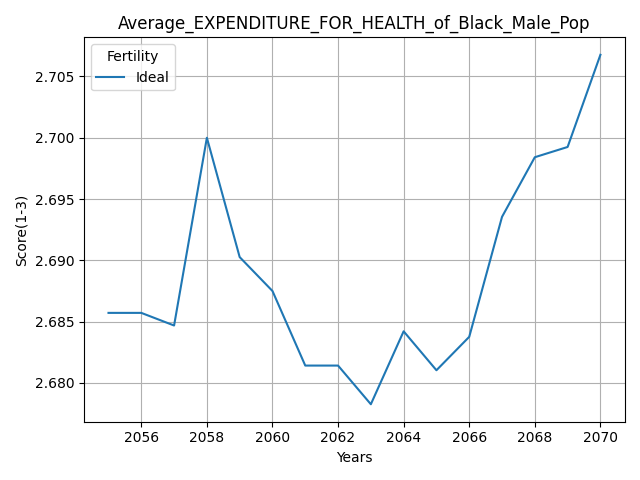 Average_EXPENDITURE_FOR_HEALTH_of_Black_Male_Pop
Fertility
Ideal
2.705
2.700
2.695
2.690
2.685
2.680
Score(1-3)
2056 2058 2060 2062 2064 2066 2068 2070
Years